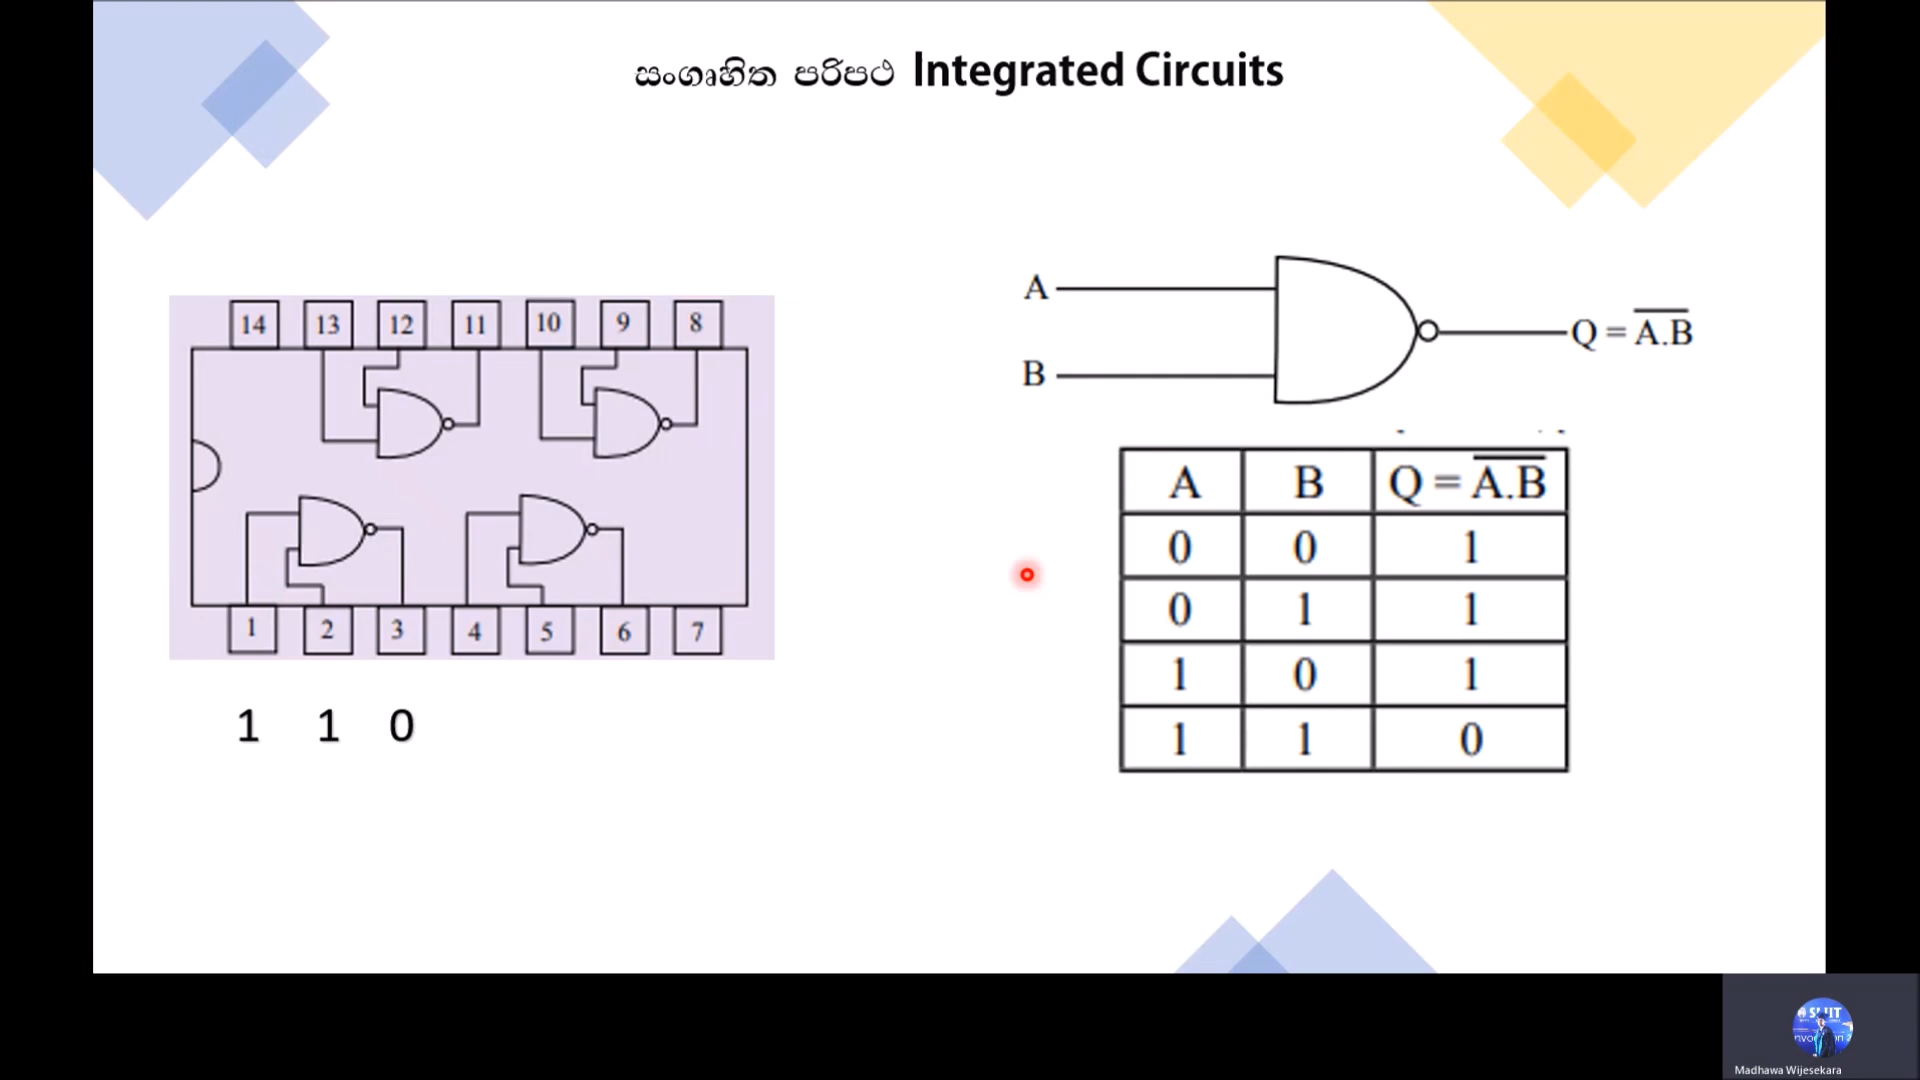 සංගෘහිත පරිපථ Integrated Circuits
14 13 12 11 10 9 8
1 2 3 4 5 6 7
1 1 0
A
B
Q = A.B
A B Q = A.B
0 0 1
0 1 1
1 0 1
1 1 0
SLIIT
Madhawa Wijesekara